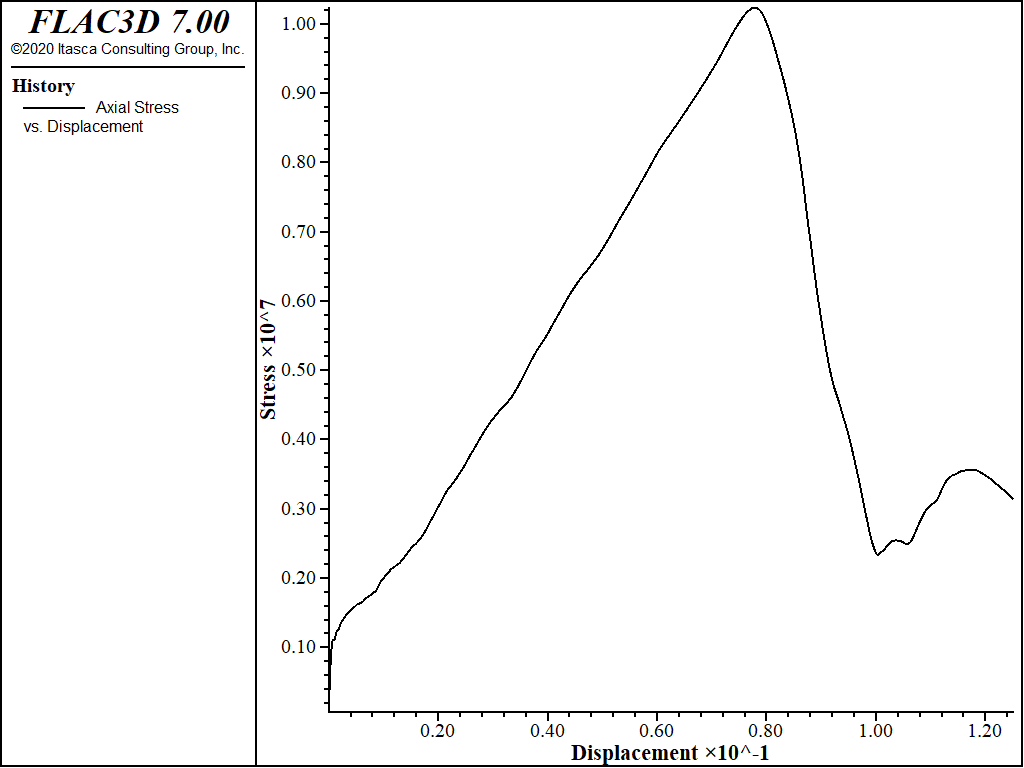 FLAC3D 7.00
©2020 Itasca Consulting Group, Inc.
History
Axial Stress
vs. Displacement
Stress ×10^7
1.00
0.90
0.80
0.70
0.60
0.50
0.40
0.30
0.20
0.10
0.20 0.40 0.60 0.80 1.00 1.20
Displacement ×10^-1